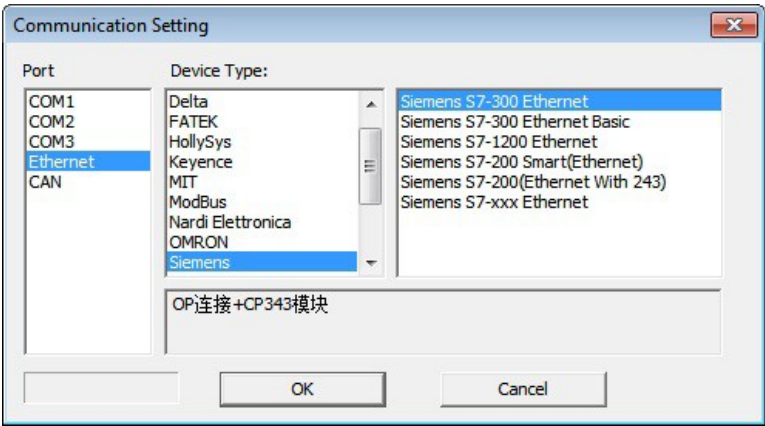 Communication Setting
Port
Device Type:
COM1
COM2
COM3
Ethernet
CAN
Delta
FATEK
HollySys
Keyence
MIT
ModBus
Nardi Elettronica
OMRON
Siemens
Siemens S7-300 Ethernet
Siemens S7-300 Ethernet Basic
Siemens S7-1200 Ethernet
Siemens S7-200 Smart(Ethernet)
Siemens S7-200(Ethernet With 243)
Siemens S7-xxx Ethernet
OP连接+CP343模块
OK
Cancel